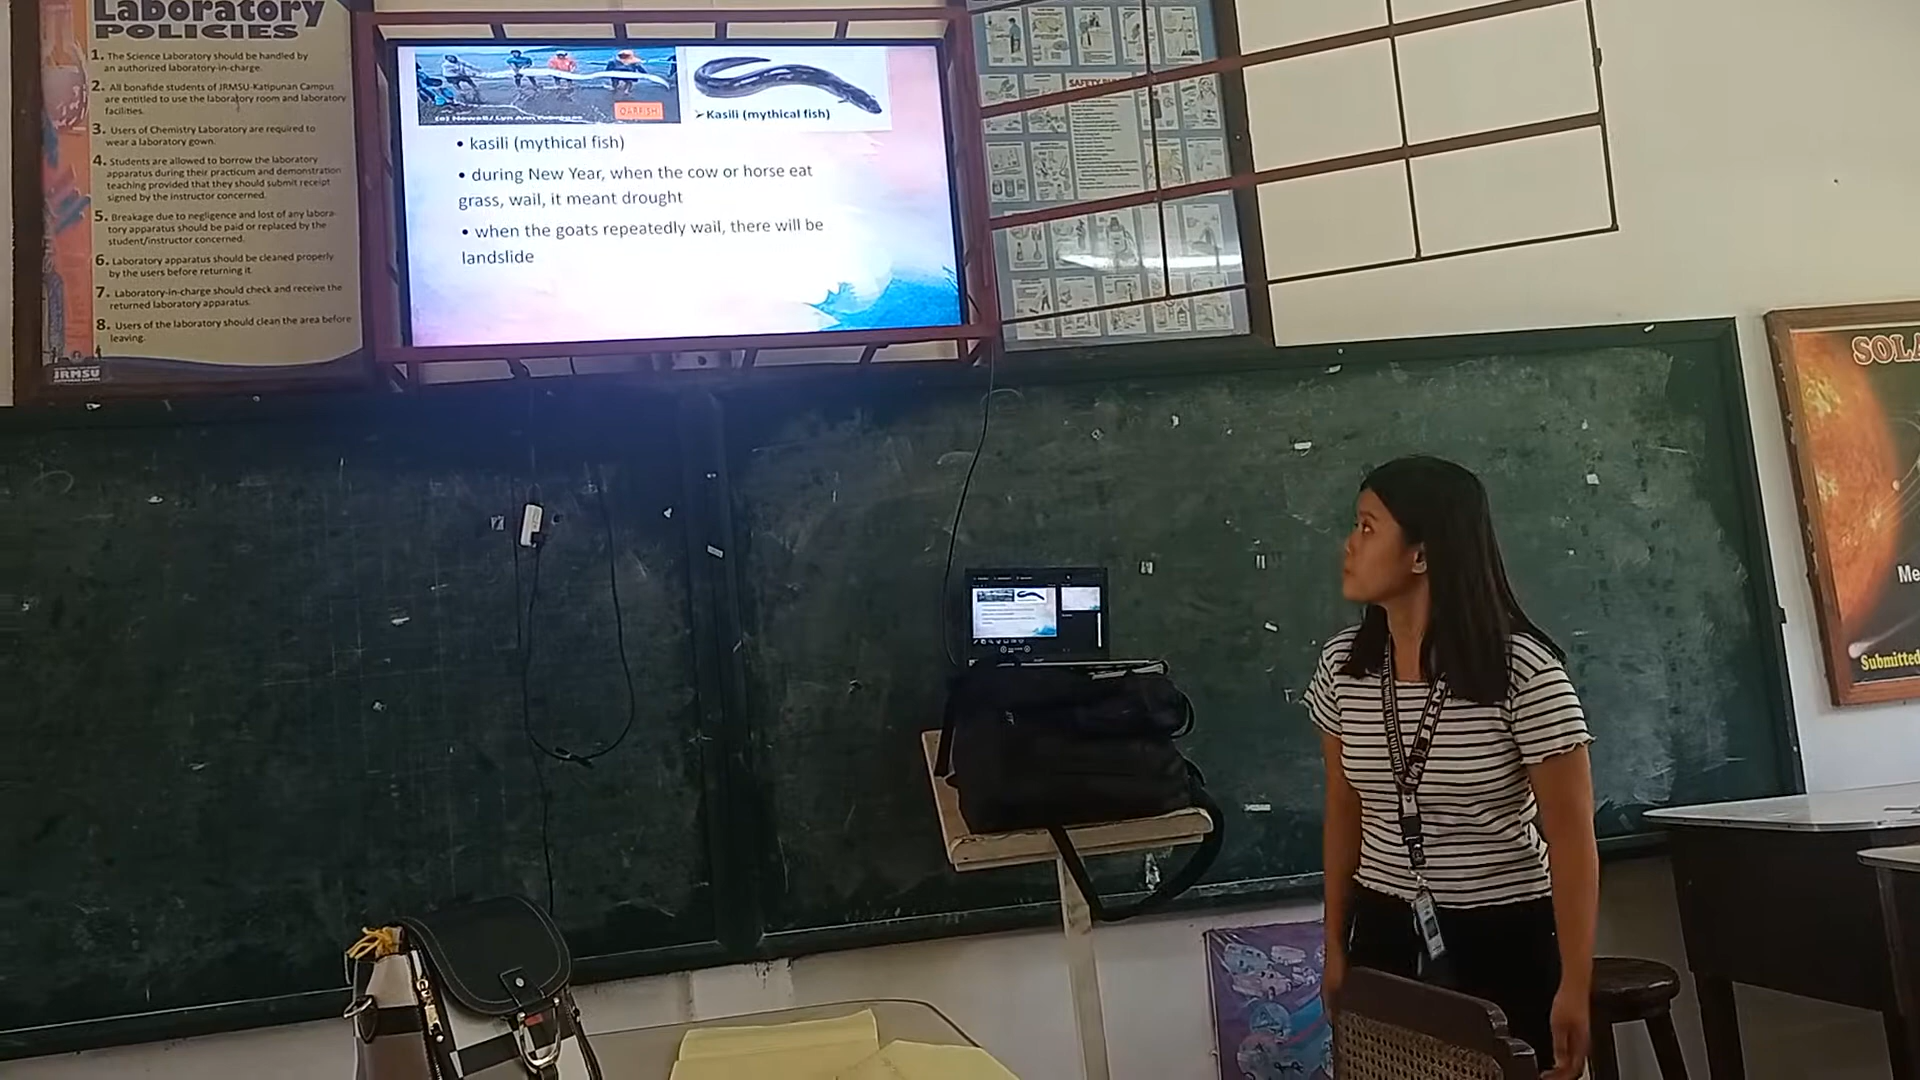 Laboratory
POLICIES
1. The Science Laboratory should be handled by
an authorized laboratory-in-charge.
2. All bonafide students of JRMSU-Katipunan Campus
are entitled to use the laboratory room and laboratory
facilities.
3. Users of Chemistry Laboratory are required to
wear a laboratory gown.
4. Students are allowed to borrow the laboratory
apparatus during their practicum and demonstration
teaching provided that they should submit receipt
signed by the instructor concerned.
5. Breakage due to negligence and lost of any labora-
tory apparatus should be paid or replaced by the
student/instructor concerned.
6. Laboratory apparatus should be cleaned properly
by the users before returning it.
7. Laboratory-in-charge should check and receive the
returned laboratory apparatus.
8. Users of the laboratory should clean the area before
leaving.
JRMSU
OARFISH
➢Kasili (mythical fish)
• kasili (mythical fish)
• during New Year, when the cow or horse eat
grass, wail, it meant drought
• when the goats repeatedly wail, there will be
landslide
SOLA
Me
Submitted